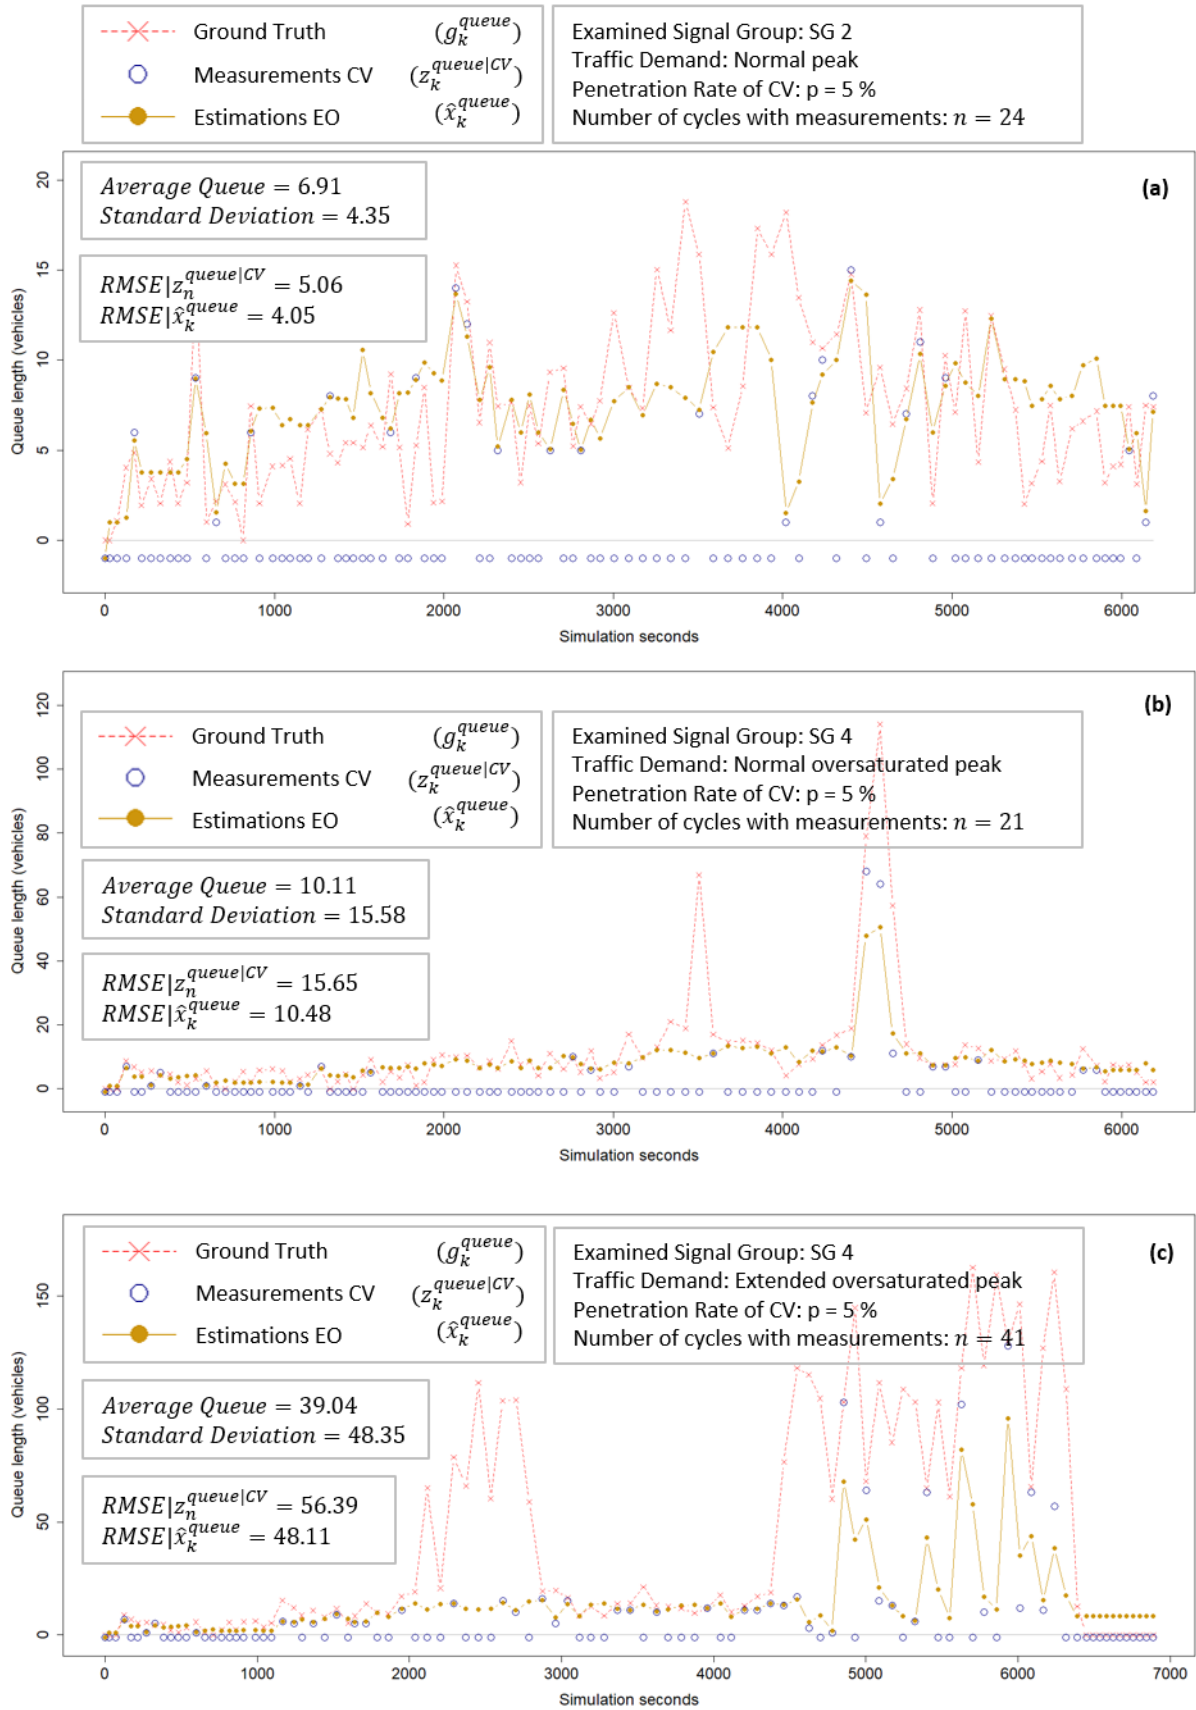 Ground Truth (g_k^{queue})
Measurements CV (z_k^{queue|CV})
Estimations EO (x̂_k^{queue})
Examined Signal Group: SG 2
Traffic Demand: Normal peak
Penetration Rate of CV: p = 5 %
Number of cycles with measurements: n = 24
(a)
Average Queue = 6.91
Standard Deviation = 4.35
RMSE|z_n^{queue|CV} = 5.06
RMSE|x̂_k^{queue} = 4.05
Queue length (vehicles)
20
15
10
5
0
0 1000 2000 3000 4000 5000 6000
Simulation seconds
(b)
Ground Truth (g_k^{queue})
Measurements CV (z_k^{queue|CV})
Estimations EO (x̂_k^{queue})
Examined Signal Group: SG 4
Traffic Demand: Normal oversaturated peak
Penetration Rate of CV: p = 5 %
Number of cycles with measurements: n = 21
Average Queue = 10.11
Standard Deviation = 15.58
RMSE|z_n^{queue|CV} = 15.65
RMSE|x̂_k^{queue} = 10.48
Queue length (vehicles)
120
100
80
60
40
20
0
0 1000 2000 3000 4000 5000 6000
Simulation seconds
(c)
Ground Truth (g_k^{queue})
Measurements CV (z_k^{queue|CV})
Estimations EO (x̂_k^{queue})
Examined Signal Group: SG 4
Traffic Demand: Extended oversaturated peak
Penetration Rate of CV: p = 5 %
Number of cycles with measurements: n = 41
Average Queue = 39.04
Standard Deviation = 48.35
RMSE|z_n^{queue|CV} = 56.39
RMSE|x̂_k^{queue} = 48.11
Queue length (vehicles)
150
100
50
0
0 1000 2000 3000 4000 5000 6000 7000
Simulation seconds